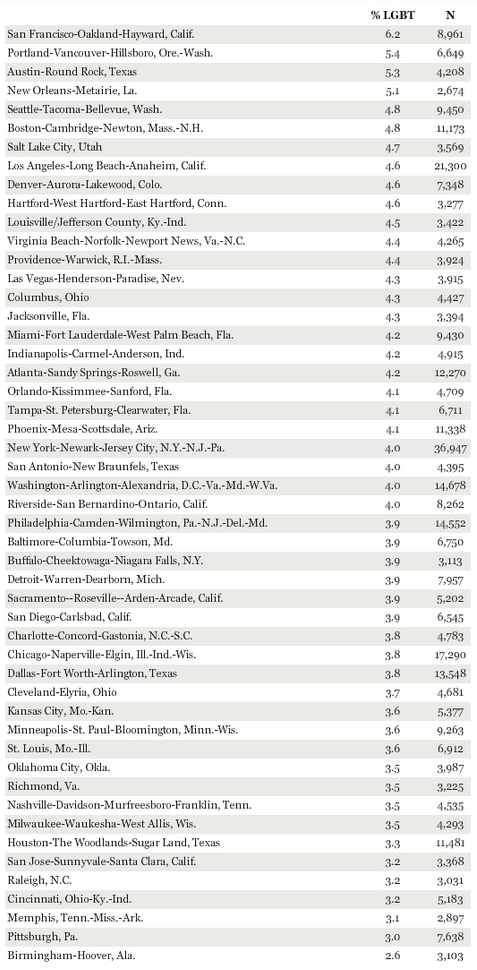 % LGBT N
San Francisco-Oakland-Hayward, Calif. 6.2 8,961
Portland-Vancouver-Hillsboro, Ore.-Wash. 5.4 6,649
Austin-Round Rock, Texas 5.3 4,208
New Orleans-Metairie, La. 5.1 2,674
Seattle-Tacoma-Bellevue, Wash. 4.8 9,450
Boston-Cambridge-Newton, Mass.-N.H. 4.8 11,173
Salt Lake City, Utah 4.7 3,569
Los Angeles-Long Beach-Anaheim, Calif. 4.6 21,300
Denver-Aurora-Lakewood, Colo. 4.6 7,348
Hartford-West Hartford-East Hartford, Conn. 4.6 3,277
Louisville/Jefferson County, Ky.-Ind. 4.5 3,422
Virginia Beach-Norfolk-Newport News, Va.-N.C. 4.4 4,265
Providence-Warwick, R.I.-Mass. 4.4 3,924
Las Vegas-Henderson-Paradise, Nev. 4.3 3,915
Columbus, Ohio 4.3 4,427
Jacksonville, Fla. 4.3 3,394
Miami-Fort Lauderdale-West Palm Beach, Fla. 4.2 9,430
Indianapolis-Carmel-Anderson, Ind. 4.2 4,915
Atlanta-Sandy Springs-Roswell, Ga. 4.2 12,270
Orlando-Kissimmee-Sanford, Fla. 4.1 4,709
Tampa-St. Petersburg-Clearwater, Fla. 4.1 6,711
Phoenix-Mesa-Scottsdale, Ariz. 4.1 11,338
New York-Newark-Jersey City, N.Y.-N.J.-Pa. 4.0 36,947
San Antonio-New Braunfels, Texas 4.0 4,395
Washington-Arlington-Alexandria, D.C.-Va.-Md.-W.Va. 4.0 14,678
Riverside-San Bernardino-Ontario, Calif. 4.0 8,262
Philadelphia-Camden-Wilmington, Pa.-N.J.-Del.-Md. 3.9 14,552
Baltimore-Columbia-Towson, Md. 3.9 6,750
Buffalo-Cheektowaga-Niagara Falls, N.Y. 3.9 3,113
Detroit-Warren-Dearborn, Mich. 3.9 7,957
Sacramento--Roseville--Arden-Arcade, Calif. 3.9 5,202
San Diego-Carlsbad, Calif. 3.9 6,545
Charlotte-Concord-Gastonia, N.C.-S.C. 3.8 4,783
Chicago-Naperville-Elgin, Ill.-Ind.-Wis. 3.8 17,290
Dallas-Fort Worth-Arlington, Texas 3.8 13,548
Cleveland-Elyria, Ohio 3.7 4,681
Kansas City, Mo.-Kan. 3.6 5,377
Minneapolis-St. Paul-Bloomington, Minn.-Wis. 3.6 9,263
St. Louis, Mo.-Ill. 3.6 6,912
Oklahoma City, Okla. 3.5 3,987
Richmond, Va. 3.5 3,225
Nashville-Davidson-Murfreesboro-Franklin, Tenn. 3.5 4,535
Milwaukee-Waukesha-West Allis, Wis. 3.5 4,293
Houston-The Woodlands-Sugar Land, Texas 3.3 11,481
San Jose-Sunnyvale-Santa Clara, Calif. 3.2 3,368
Raleigh, N.C. 3.2 3,031
Cincinnati, Ohio-Ky.-Ind. 3.2 5,183
Memphis, Tenn.-Miss.-Ark. 3.1 2,897
Pittsburgh, Pa. 3.0 7,638
Birmingham-Hoover, Ala. 2.6 3,103